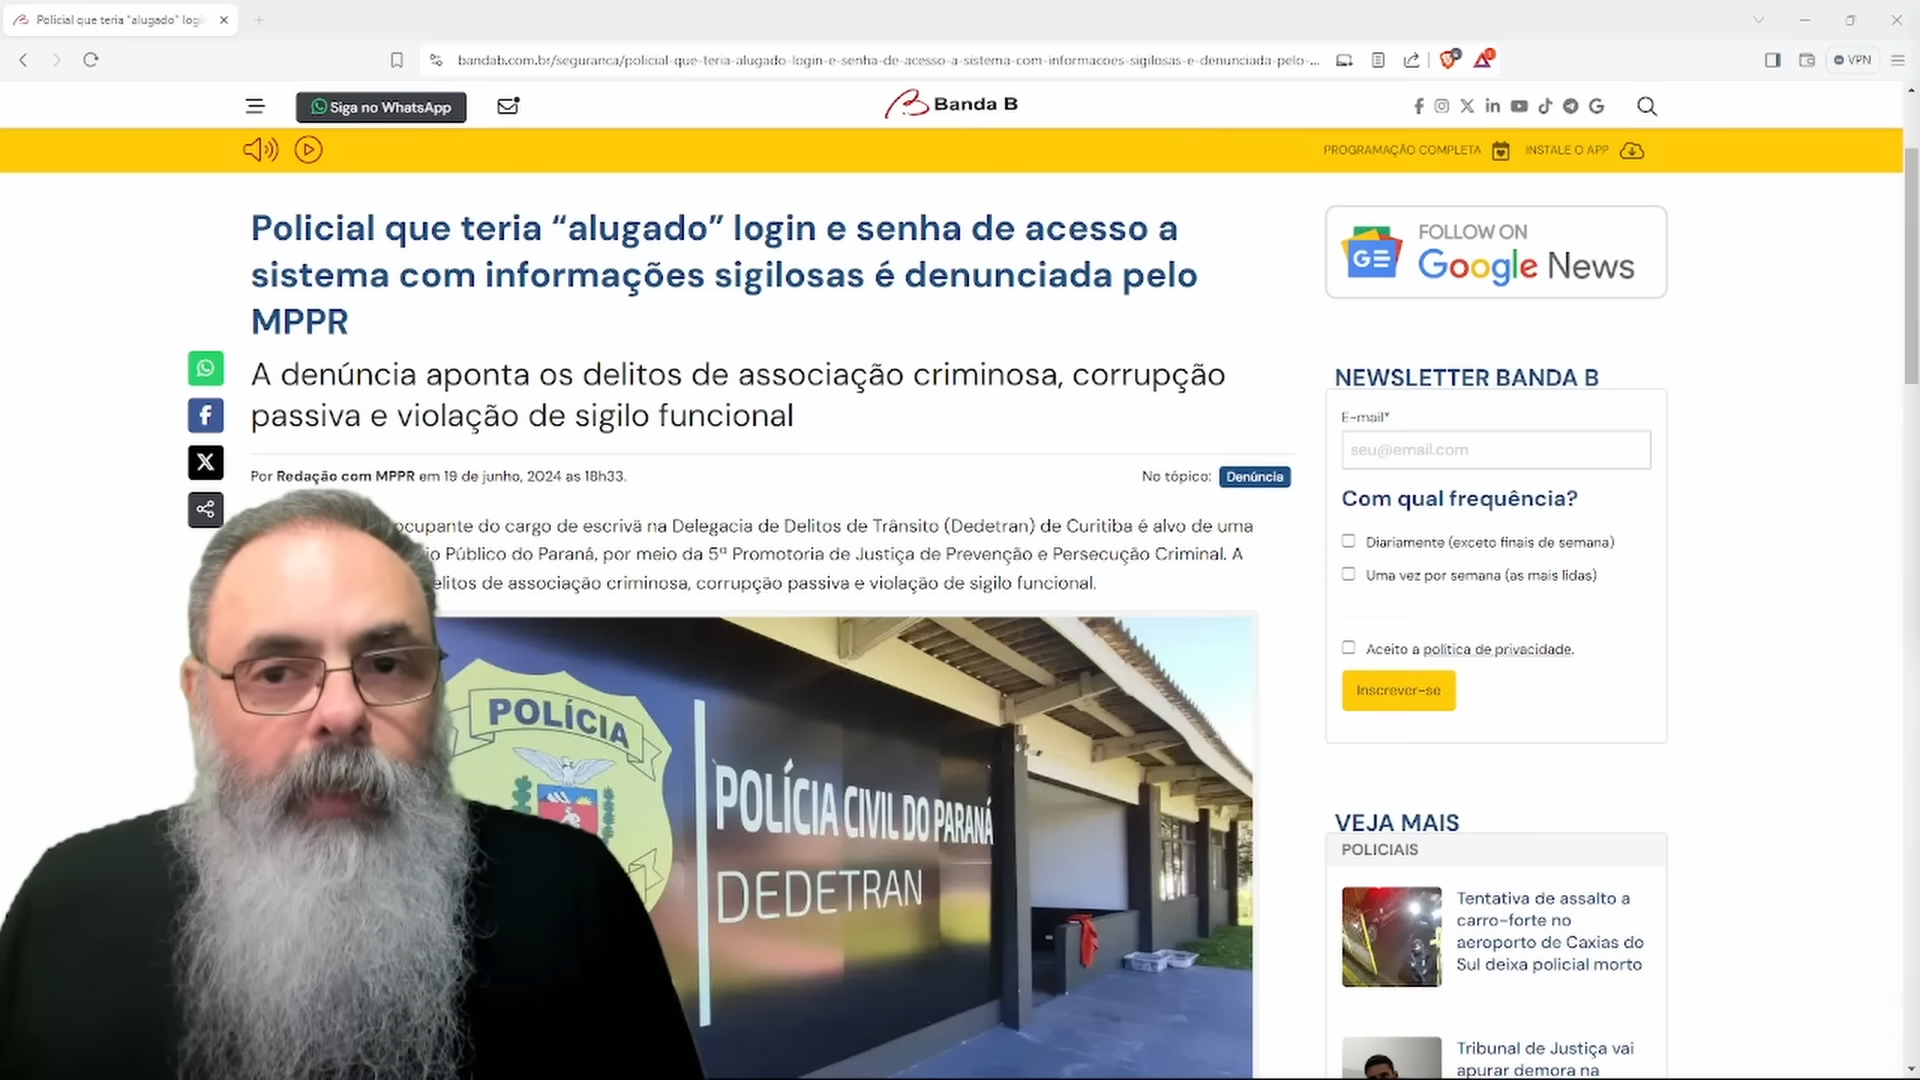 Policial que teria “alugado” logi
bandab.com.br/seguranca/policial-que-teria-alugado-login-e-senha-de-acesso-a-sistema-com-informacoes-sigilosas-e-denunciada-pelo-...
VPN
Siga no WhatsApp
Banda B
PROGRAMAÇÃO COMPLETA
INSTALE O APP
Policial que teria “alugado” login e senha de acesso a
sistema com informações sigilosas é denunciada pelo
MPPR
A denúncia aponta os delitos de associação criminosa, corrupção
passiva e violação de sigilo funcional
Por Redação com MPPR em 19 de junho, 2024 as 18h33.
No tópico: Denúncia
ocupante do cargo de escrivã na Delegacia de Delitos de Trânsito (Dedetran) de Curitiba é alvo de uma
Público do Paraná, por meio da 5ª Promotoria de Justiça de Prevenção e Persecução Criminal. A
elitos de associação criminosa, corrupção passiva e violação de sigilo funcional.
POLÍCIA
POLÍCIA CIVIL DO PARANÁ
DEDETRAN
FOLLOW ON
Google News
NEWSLETTER BANDA B
E-mail*
seu@email.com
Com qual frequência?
Diariamente (exceto finais de semana)
Uma vez por semana (as mais lidas)
Aceito a política de privacidade.
Inscrever-se
VEJA MAIS
POLICIAIS
Tentativa de assalto a
carro-forte no
aeroporto de Caxias do
Sul deixa policial morto
Tribunal de Justiça vai
apurar demora na